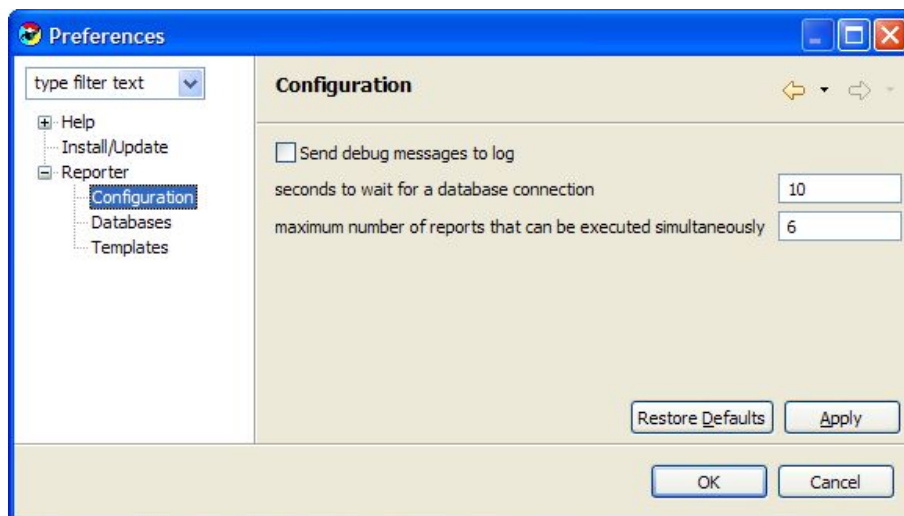 Preferences
type filter text
Help
Install/Update
Reporter
Configuration
Databases
Templates
Configuration
Send debug messages to log
seconds to wait for a database connection 10
maximum number of reports that can be executed simultaneously 6
Restore Defaults Apply
OK Cancel